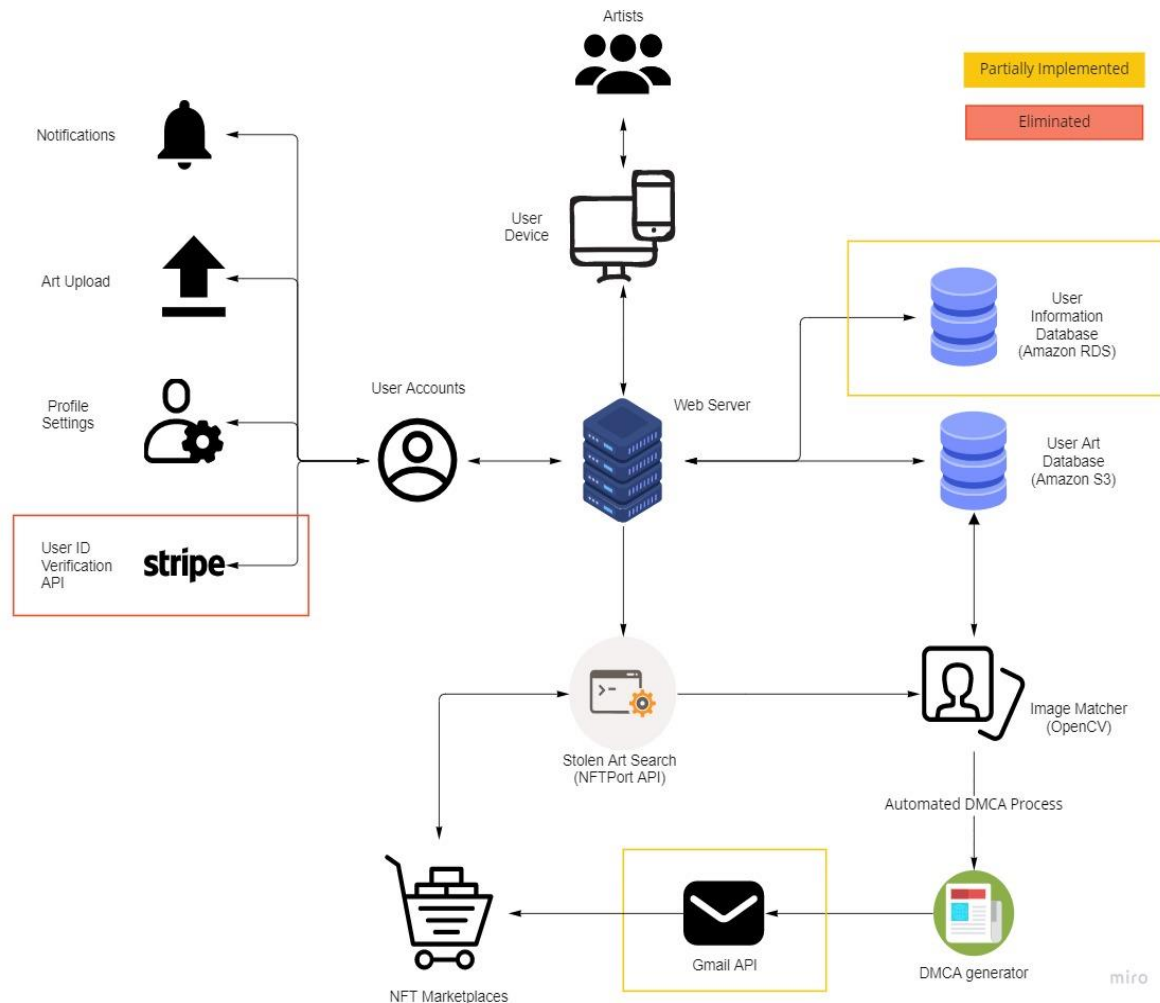 Artists
Partially Implemented
Eliminated
Notifications
User
Device
Art Upload
User
Information
Database
(Amazon RDS)
Profile
Settings
User Accounts
Web Server
User Art
Database
(Amazon S3)
User ID
Verification
API
stripe
Image Matcher
(OpenCV)
Stolen Art Search
(NFTPort API)
Automated DMCA Process
Gmail API
DMCA generator
NFT Marketplaces
miro